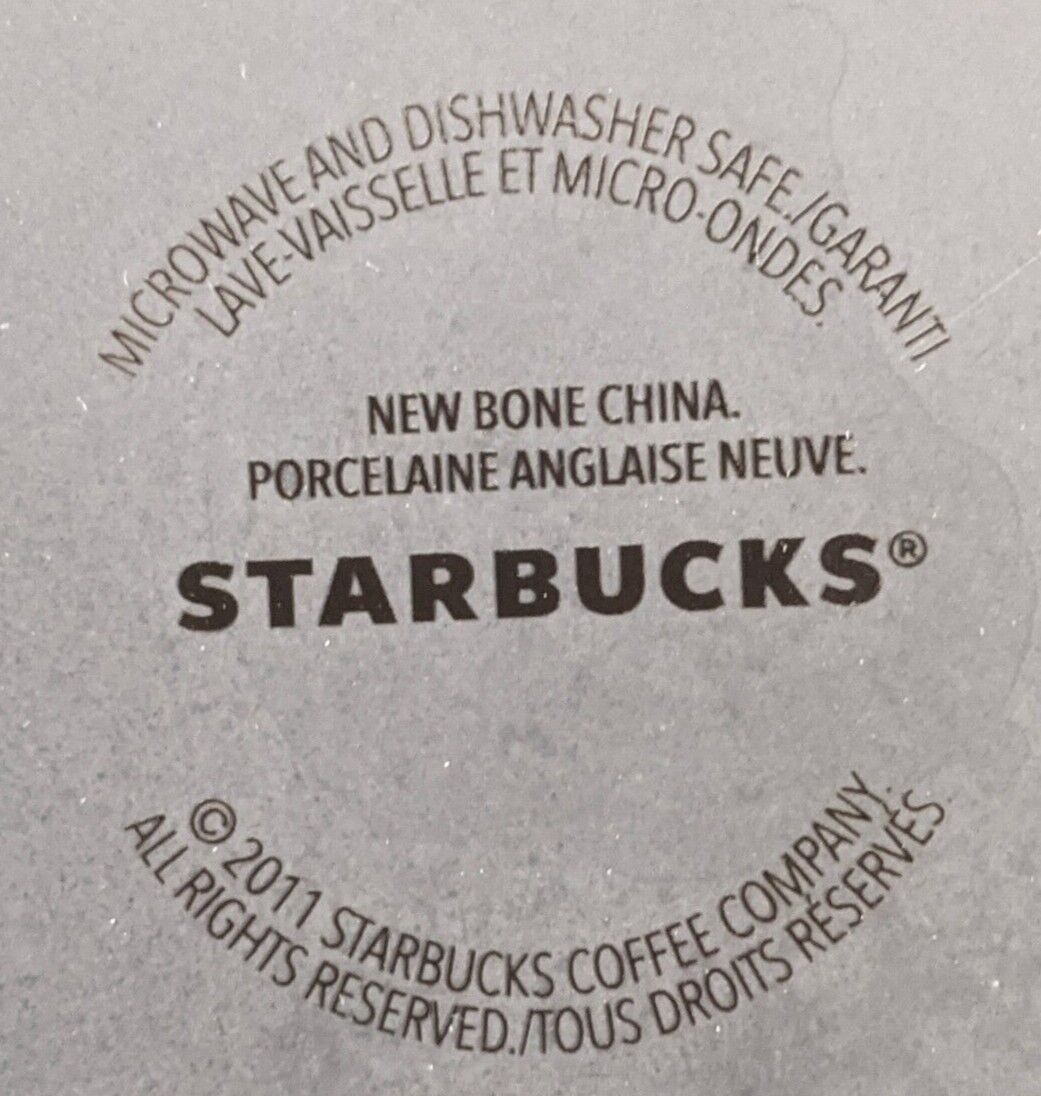 MICROWAVE AND DISHWASHER SAFE./GARANTI
LAVE-VAISSELLE ET MICRO-ONDES.
NEW BONE CHINA.
PORCELAINE ANGLAISE NEUVE.
STARBUCKS®
© 2011 STARBUCKS COFFEE COMPANY.
ALL RIGHTS RESERVED./TOUS DROITS RÉSERVÉS